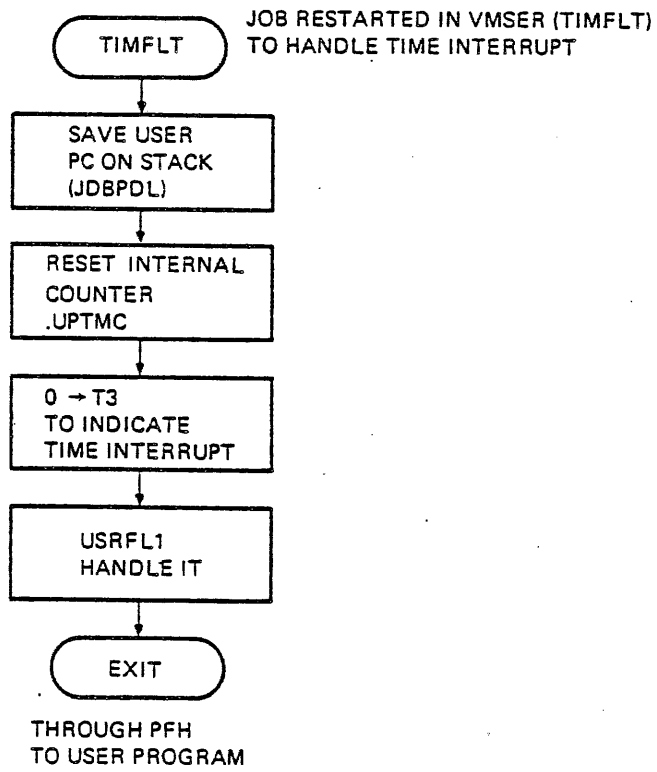 TIMFLT
JOB RESTARTED IN VMSER (TIMFLT)
TO HANDLE TIME INTERRUPT
SAVE USER
PC ON STACK
(JDBPDL)
RESET INTERNAL
COUNTER
.UPTMC
0 → T3
TO INDICATE
TIME INTERRUPT
USRFL1
HANDLE IT
EXIT
THROUGH PFH
TO USER PROGRAM